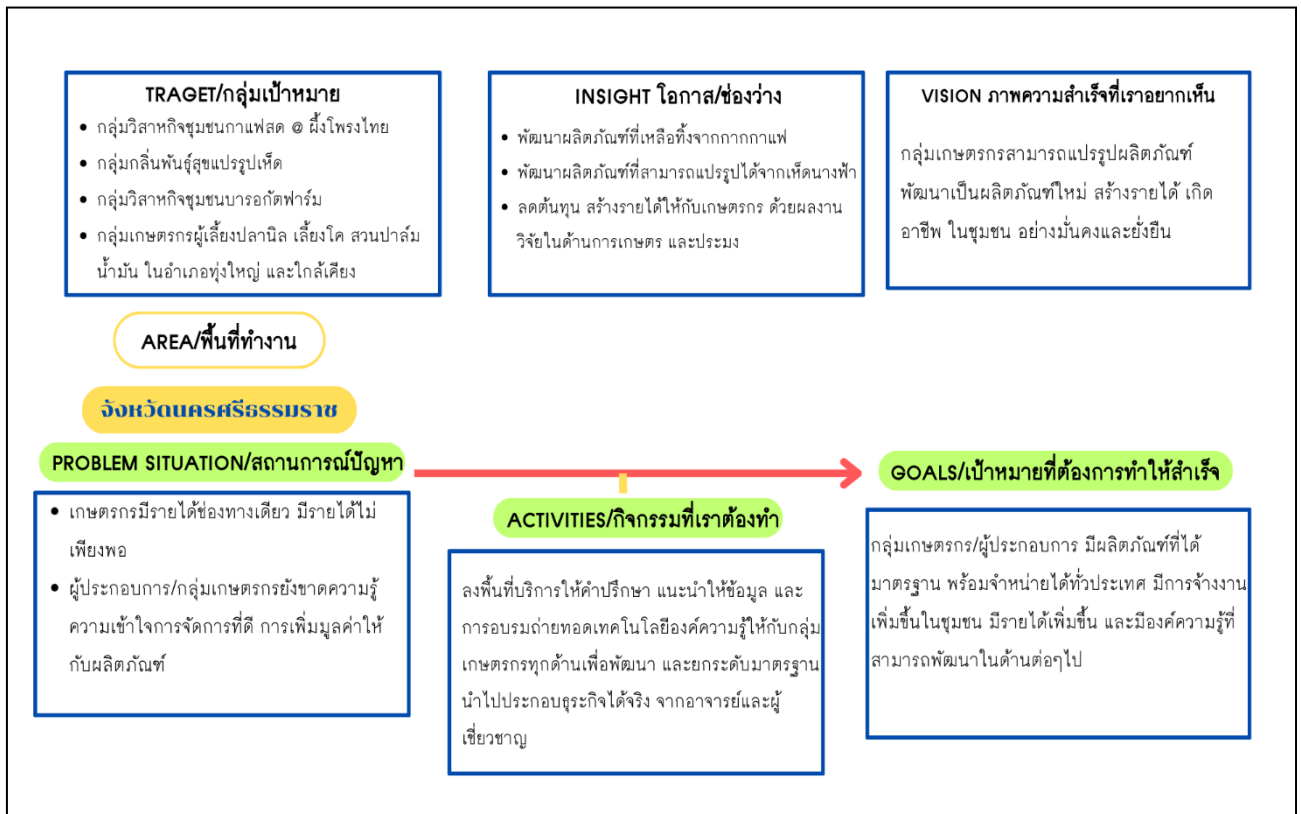 TRAGET/กลุ่มเป้าหมาย
• กลุ่มวิสาหกิจชุมชนกาแฟสด @ ผึ้งโพรงไทย
• กลุ่มกลิ่นพันธุ์สุขแปรรูปเห็ด
• กลุ่มวิสาหกิจชุมชนบารอกัตฟาร์ม
• กลุ่มเกษตรกรผู้เลี้ยงปลานิล เลี้ยงโค สวนปาล์ม
น้ำมัน ในอำเภอทุ่งใหญ่ และใกล้เคียง
INSIGHT โอกาส/ช่องว่าง
• พัฒนาผลิตภัณฑ์ที่เหลือทิ้งจากกากกาแฟ
• พัฒนาผลิตภัณฑ์ที่สามารถแปรรูปได้จากเห็ดนางฟ้า
• ลดต้นทุน สร้างรายได้ให้กับเกษตรกร ด้วยผลงาน
วิจัยในด้านการเกษตร และประมง
VISION ภาพความสำเร็จที่เราอยากเห็น
กลุ่มเกษตรกรสามารถแปรรูปผลิตภัณฑ์
พัฒนาเป็นผลิตภัณฑ์ใหม่ สร้างรายได้ เกิด
อาชีพ ในชุมชน อย่างมั่นคงและยั่งยืน
AREA/พื้นที่ทำงาน
จังหวัดนครศรีธรรมราช
PROBLEM SITUATION/สถานการณ์ปัญหา
• เกษตรกรมีรายได้ช่องทางเดียว มีรายได้ไม่
เพียงพอ
• ผู้ประกอบการ/กลุ่มเกษตรกรยังขาดความรู้
ความเข้าใจการจัดการที่ดี การเพิ่มมูลค่าให้
กับผลิตภัณฑ์
ACTIVITIES/กิจกรรมที่เราต้องทำ
ลงพื้นที่บริการให้คำปรึกษา แนะนำให้ข้อมูล และ
การอบรมถ่ายทอดเทคโนโลยีองค์ความรู้ให้กับกลุ่ม
เกษตรกรทุกด้านเพื่อพัฒนา และยกระดับมาตรฐาน
นำไปประกอบธุระกิจได้จริง จากอาจารย์และผู้
เชี่ยวชาญ
GOALS/เป้าหมายที่ต้องการทำให้สำเร็จ
กลุ่มเกษตรกร/ผู้ประกอบการ มีผลิตภัณฑ์ที่ได้
มาตรฐาน พร้อมจำหน่ายได้ทั่วประเทศ มีการจ้างงาน
เพิ่มขึ้นในชุมชน มีรายได้เพิ่มขึ้น และมีองค์ความรู้ที่
สามารถพัฒนาในด้านต่อๆไป